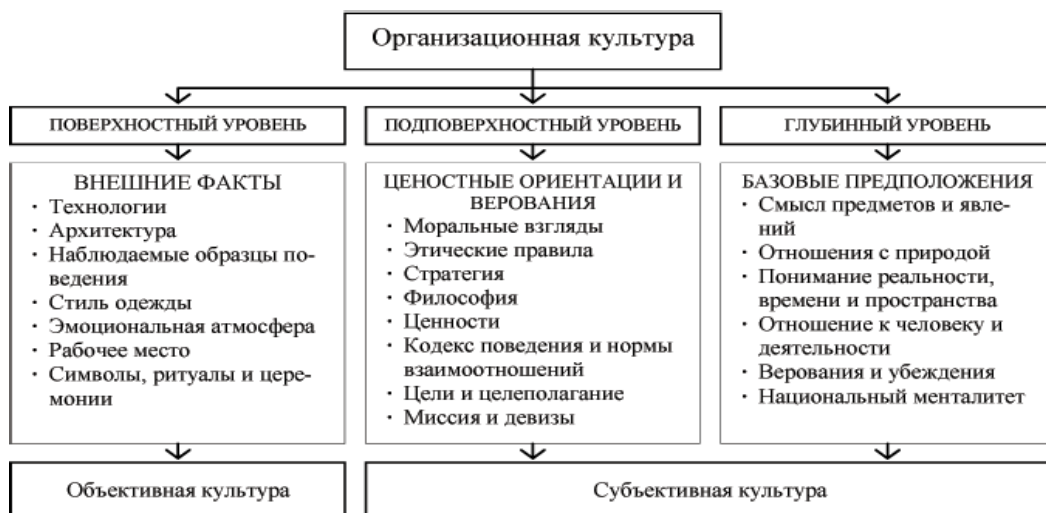 Организационная культура
ПОВЕРХНОСТНЫЙ УРОВЕНЬ
ПОДПОВЕРХНОСТНЫЙ УРОВЕНЬ
ГЛУБИННЫЙ УРОВЕНЬ
ВНЕШНИЕ ФАКТЫ
· Технологии
· Архитектура
· Наблюдаемые образцы по-
ведения
· Стиль одежды
· Эмоциональная атмосфера
· Рабочее место
· Символы, ритуалы и цере-
монии
ЦЕНОСТНЫЕ ОРИЕНТАЦИИ И
ВЕРОВАНИЯ
· Моральные взгляды
· Этические правила
· Стратегия
· Философия
· Ценности
· Кодекс поведения и нормы
взаимоотношений
· Цели и целеполагание
· Миссия и девизы
БАЗОВЫЕ ПРЕДПОЛОЖЕНИЯ
· Смысл предметов и явле-
ний
· Отношения с природой
· Понимание реальности,
времени и пространства
· Отношение к человеку и
деятельности
· Верования и убеждения
· Национальный менталитет
Объективная культура
Субъективная культура